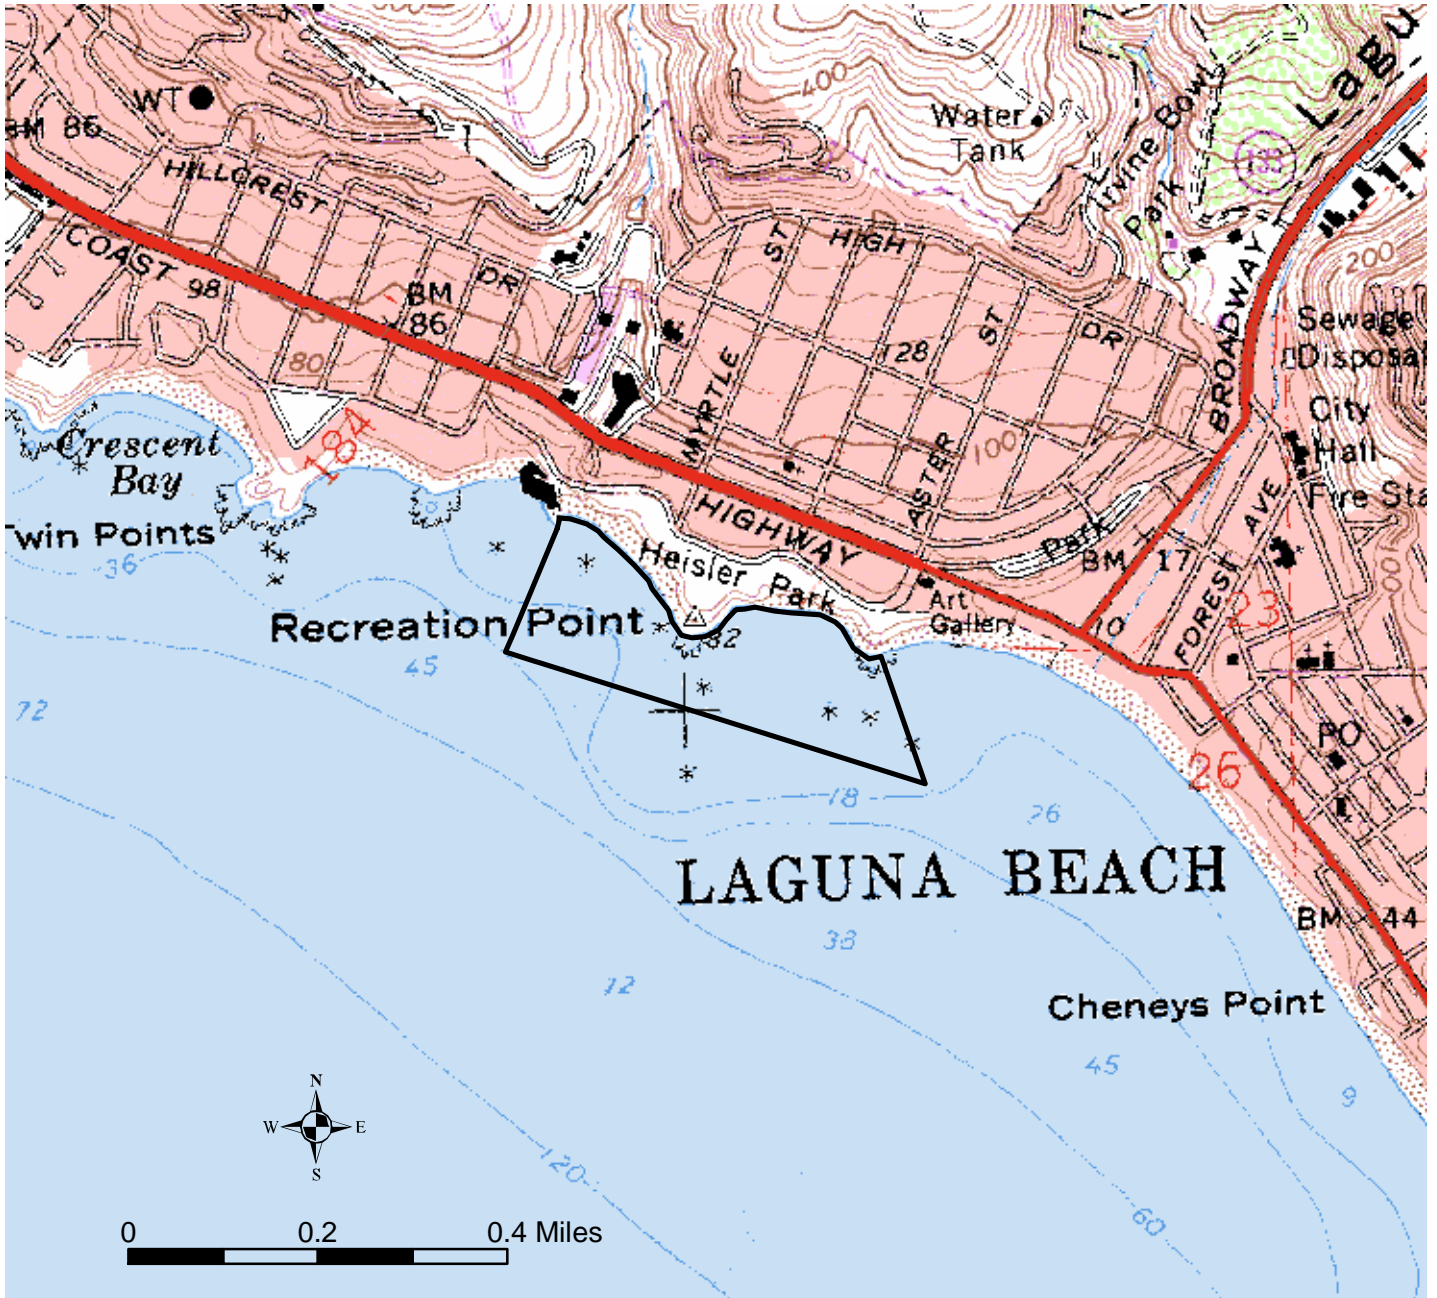 WT
400
Water
Tank
Irvine Bowl
Park
Lagu
133
BM 86
HILLCREST
DR
COAST
98
BM
86
80
ST
HIGH
ST
DR
128
200
BROADWAY
Sewage
Disposal
City
Hall
Fire Sta
MYRTLE
ASTER
100
184
Crescent
Bay
Twin Points
36
HIGHWAY
Heisler Park
Park
BM 17
FOREST AVE
100
23
Art
Gallery
10
Recreation Point
82
45
72
PO
26
18
26
LAGUNA BEACH
BM × 44
33
12
Cheneys Point
45
9
N
W E
S
120
60
0 0.2 0.4 Miles